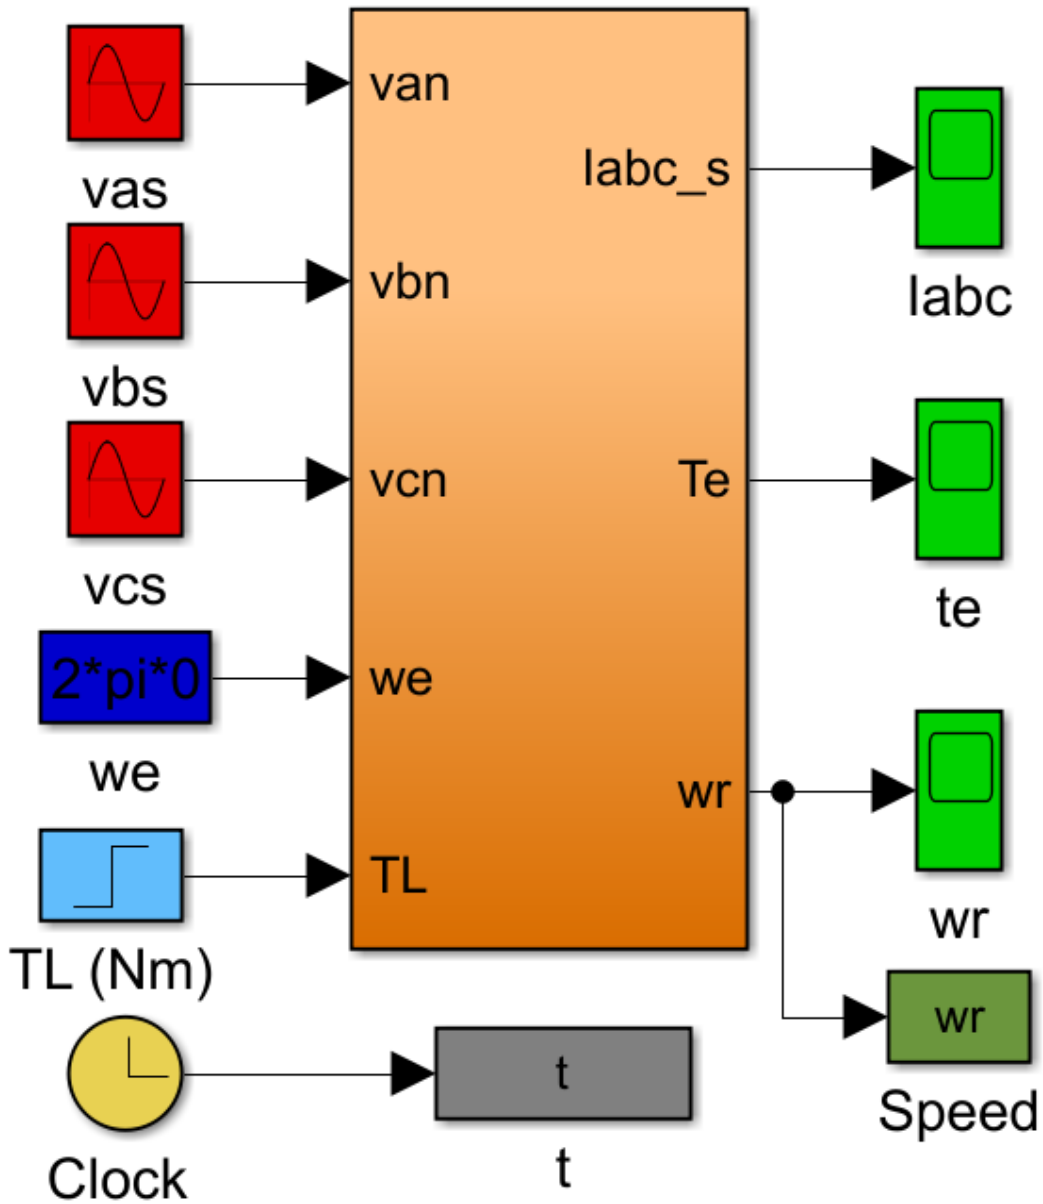 van
vas
vbn
vbs
vcn
vcs
2*pi*0
we
we
TL
TL (Nm)
Clock
t
t
Iabc_s
Iabc
Te
te
wr
wr
wr
Speed